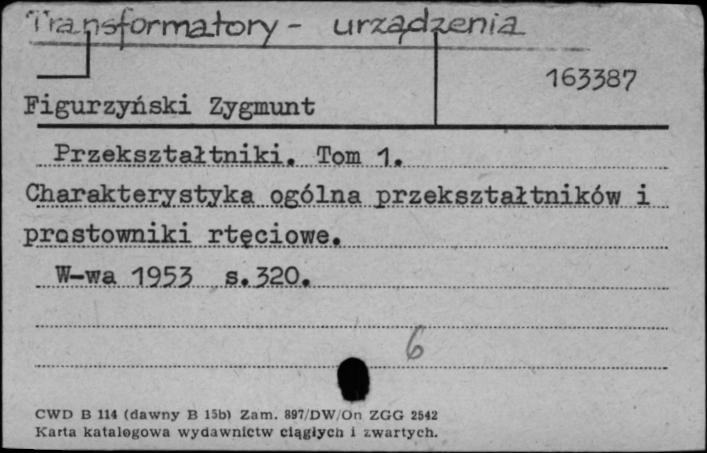 Transformatory - urządzenia
163387
Figurzyński Zygmunt
Przekształtniki. Tom 1.
Charakterystyka ogólna przekształtników i
prostowniki rtęciowe.
W-wa 1953 s.320.
6
CWD B 114 (dawny B 15b) Zam. 897/DW/On ZGG 2542
Karta katalogowa wydawnictw ciągłych i zwartych.